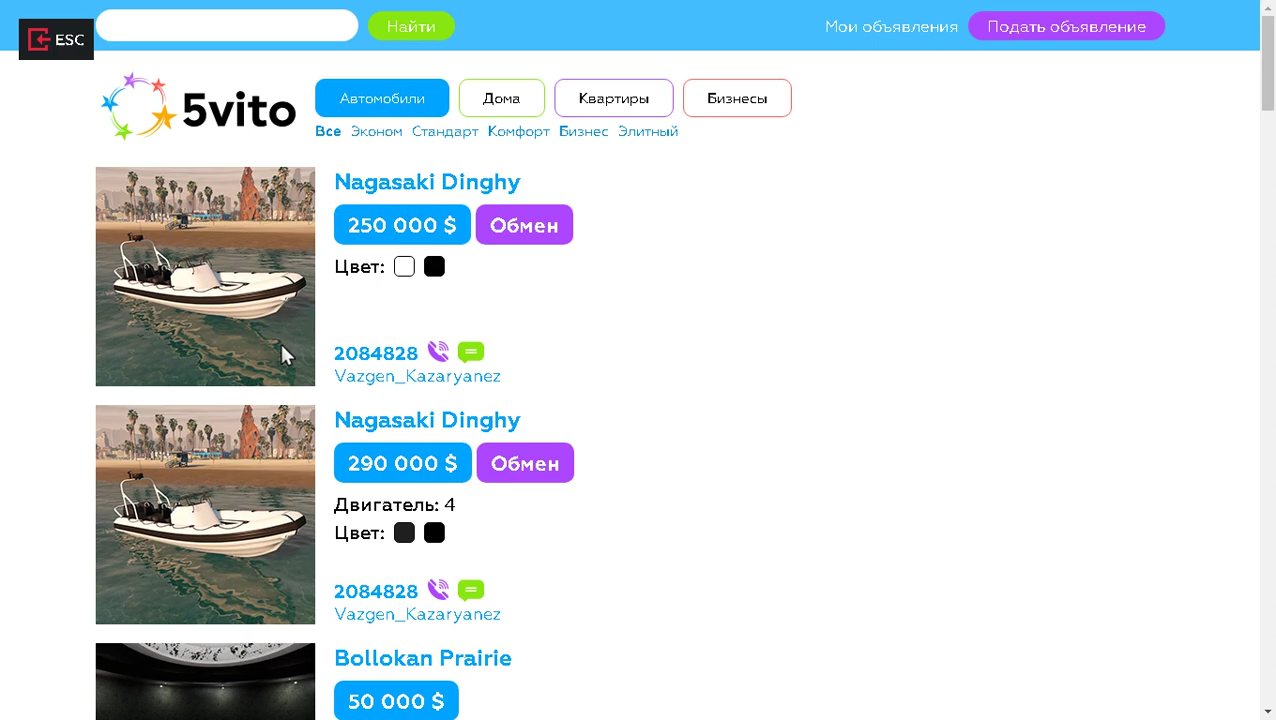 ESC
Найти
Мои объявления
Подать объявление
5vito
Автомобили
Дома
Квартиры
Бизнесы
Все Эконом Стандарт Комфорт Бизнес Элитный
Nagasaki Dinghy
250 000 $ Обмен
Цвет:
2084828
Vazgen_Kazaryanez
Nagasaki Dinghy
290 000 $ Обмен
Двигатель: 4
Цвет:
2084828
Vazgen_Kazaryanez
Bollokan Prairie
50 000 $